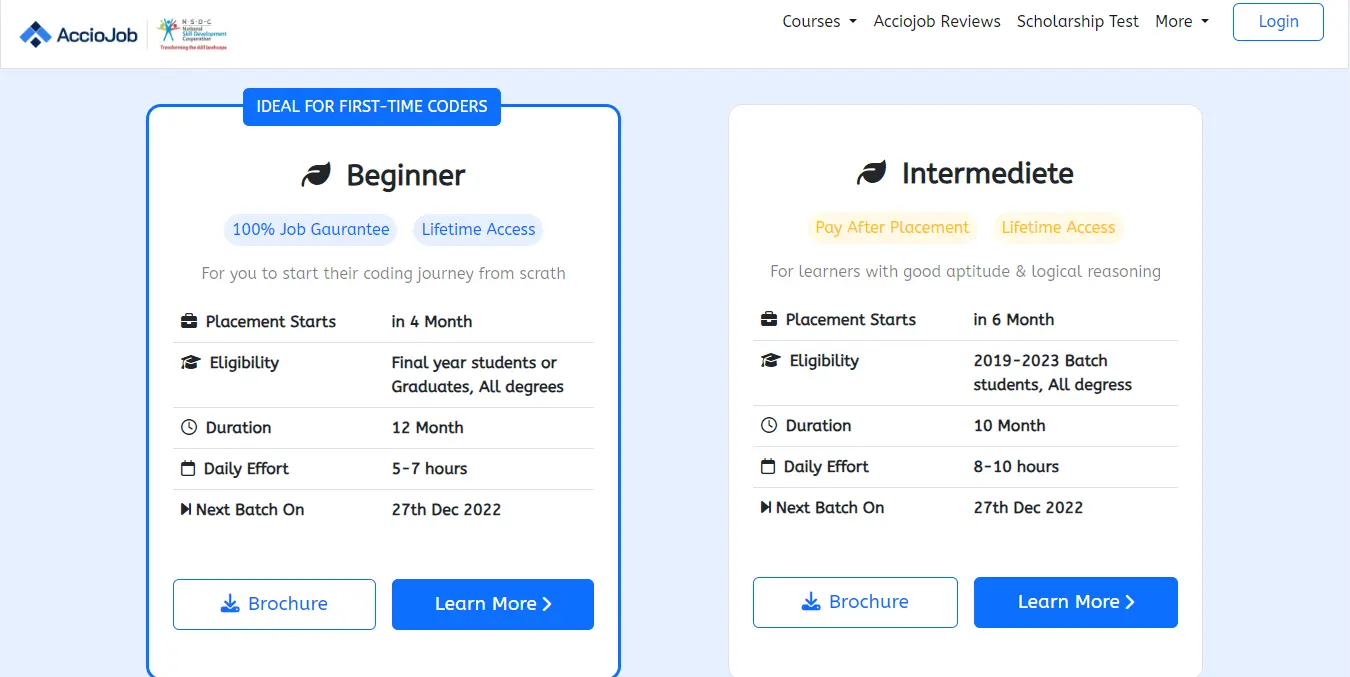 AccioJob
N·S·D·C
National
Skill Development
Corporation
Transforming the skill landscape
Courses
Acciojob Reviews
Scholarship Test
More
Login
IDEAL FOR FIRST-TIME CODERS
Beginner
100% Job Gaurantee
Lifetime Access
For you to start their coding journey from scrath
Placement Starts in 4 Month
Eligibility Final year students or
Graduates, All degrees
Duration 12 Month
Daily Effort 5-7 hours
Next Batch On 27th Dec 2022
Brochure
Learn More
Intermediete
Pay After Placement
Lifetime Access
For learners with good aptitude & logical reasoning
Placement Starts in 6 Month
Eligibility 2019-2023 Batch
students, All degress
Duration 10 Month
Daily Effort 8-10 hours
Next Batch On 27th Dec 2022
Brochure
Learn More